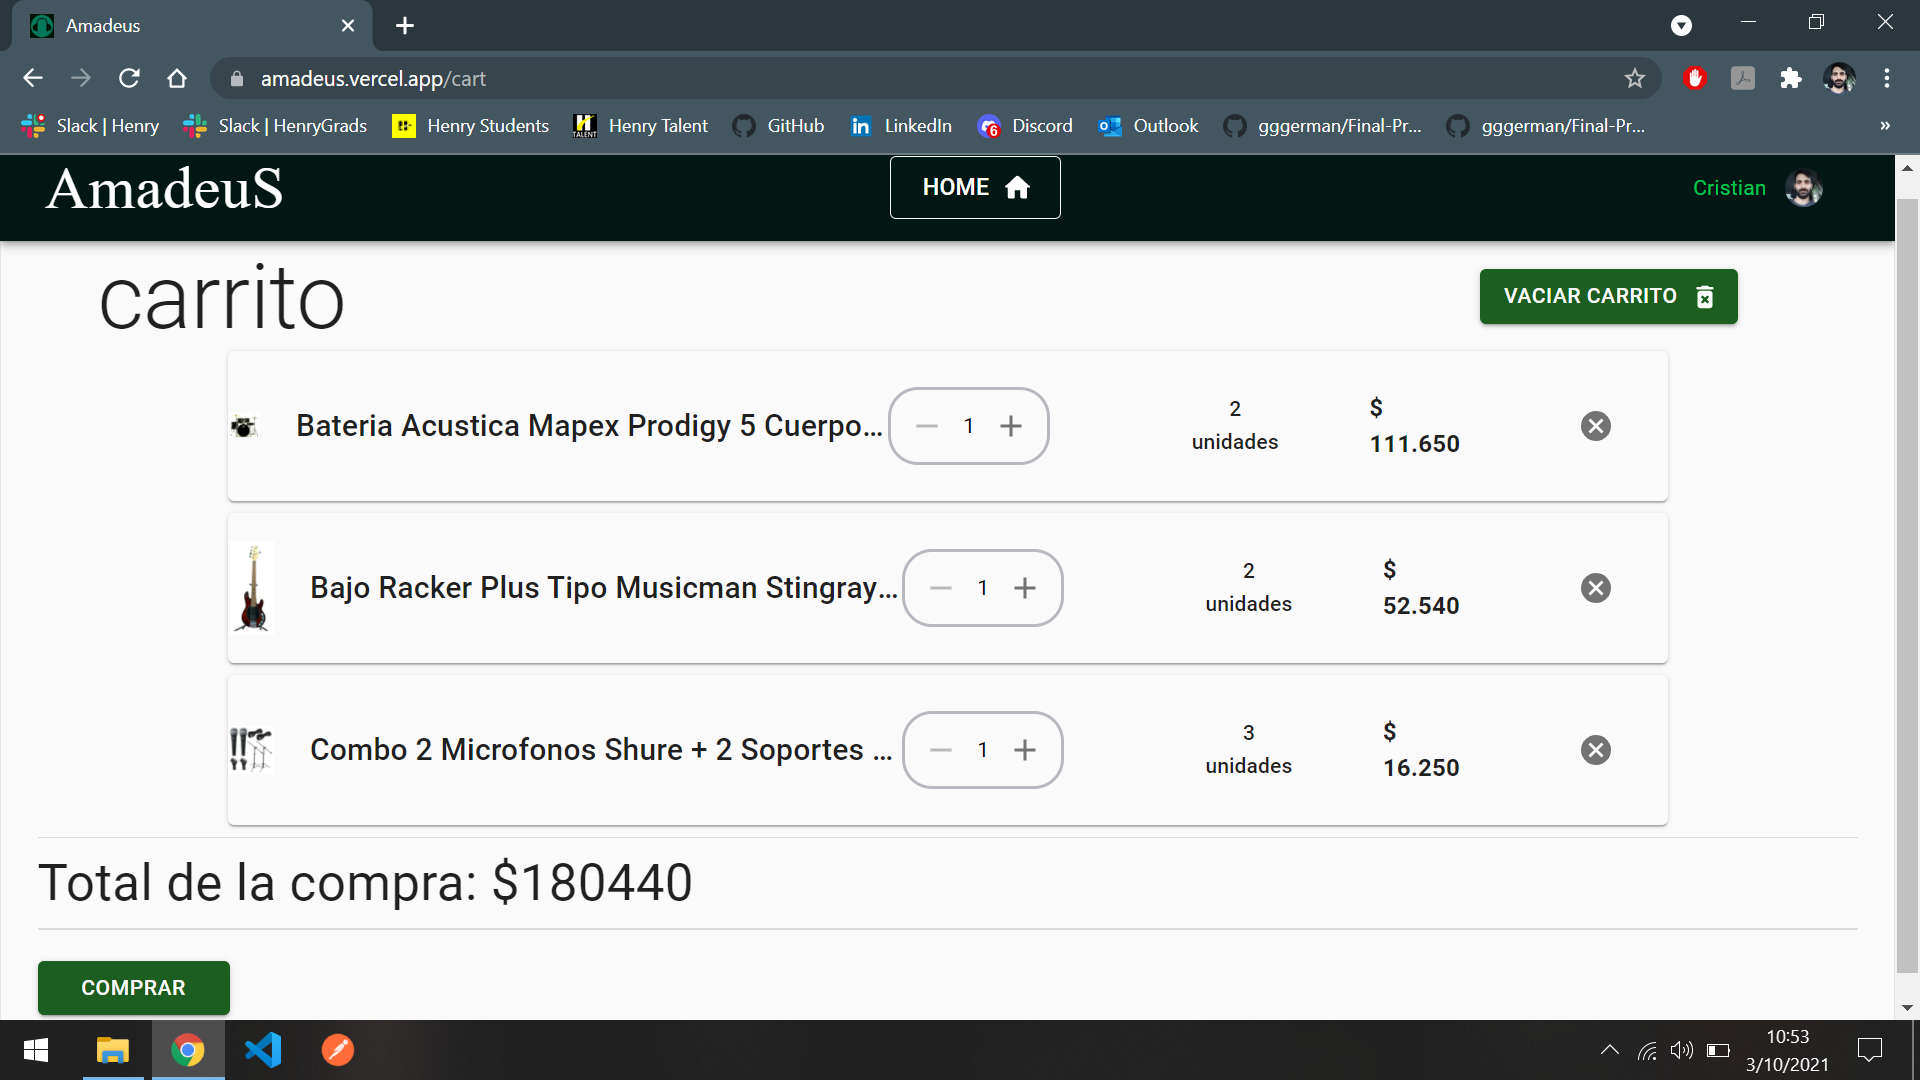 Amadeus
amadeus.vercel.app/cart
Slack | Henry
Slack | HenryGrads
Henry Students
TALENT
Henry Talent
GitHub
LinkedIn
6
Discord
Outlook
gggerman/Final-Pr...
gggerman/Final-Pr...
»
AmadeuS
HOME
Cristian
carrito
VACIAR CARRITO
Bateria Acustica Mapex Prodigy 5 Cuerpo...
1
2
unidades
$
111.650
Bajo Racker Plus Tipo Musicman Stingray...
1
2
unidades
$
52.540
Combo 2 Microfonos Shure + 2 Soportes ...
1
3
unidades
$
16.250
Total de la compra: $180440
COMPRAR
10:53
3/10/2021